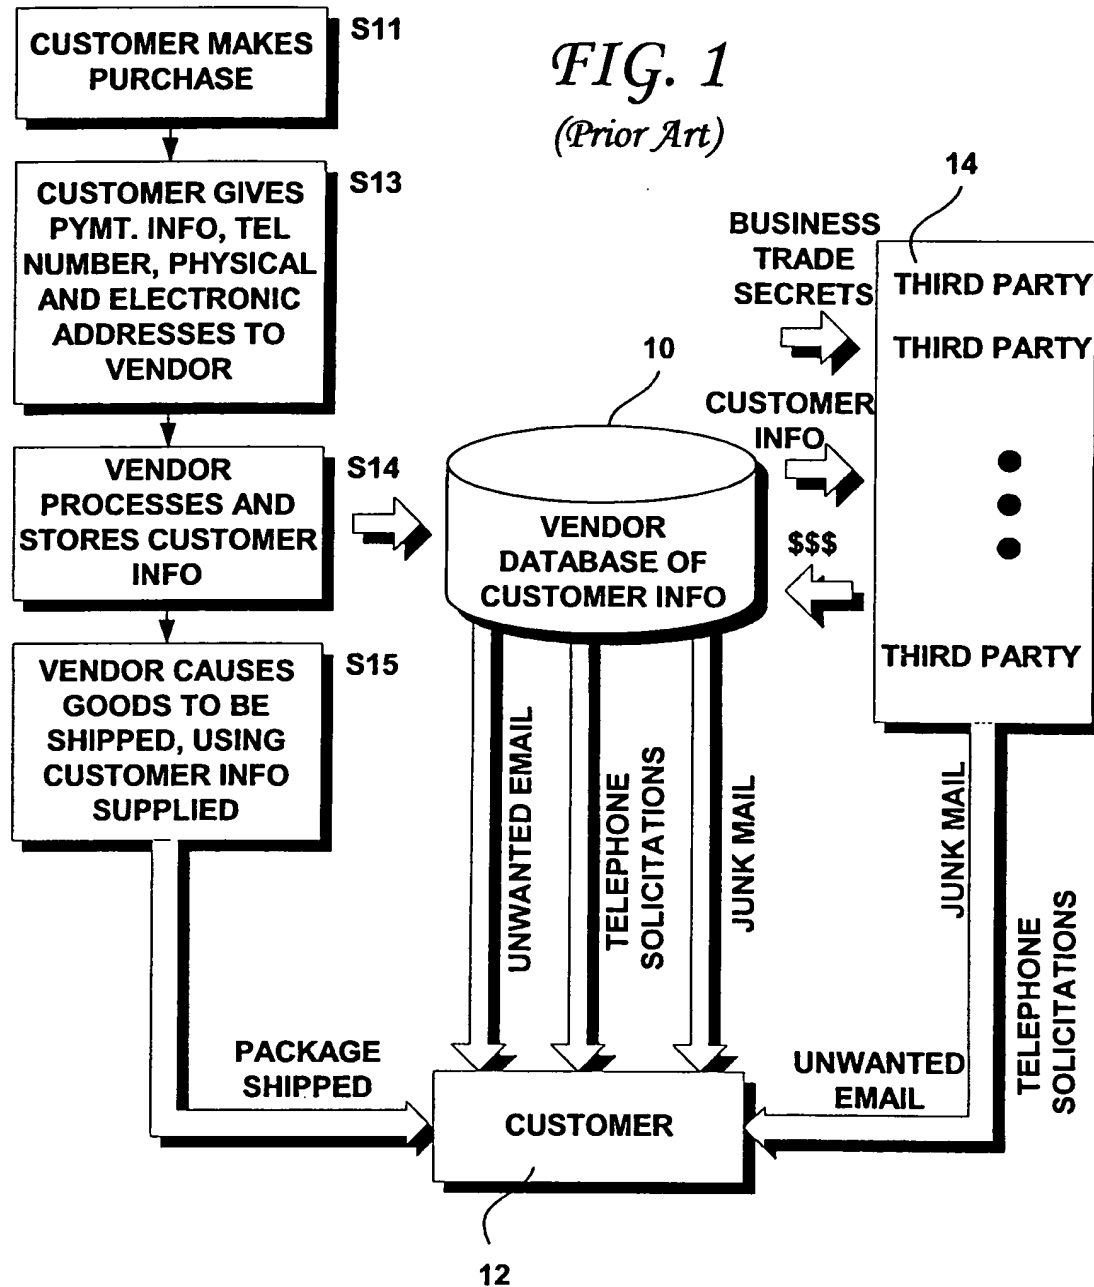 FIG. 1
(Prior Art)
CUSTOMER MAKES
PURCHASE
S11
CUSTOMER GIVES
PYMT. INFO, TEL
NUMBER, PHYSICAL
AND ELECTRONIC
ADDRESSES TO
VENDOR
S13
VENDOR
PROCESSES AND
STORES CUSTOMER
INFO
S14
VENDOR CAUSES
GOODS TO BE
SHIPPED, USING
CUSTOMER INFO
SUPPLIED
S15
10
VENDOR
DATABASE OF
CUSTOMER INFO
BUSINESS
TRADE
SECRETS
CUSTOMER
INFO
$$$
14
THIRD PARTY
THIRD PARTY
THIRD PARTY
UNWANTED EMAIL
TELEPHONE
SOLICITATIONS
JUNK MAIL
JUNK MAIL
TELEPHONE
SOLICITATIONS
PACKAGE
SHIPPED
UNWANTED
EMAIL
CUSTOMER
12